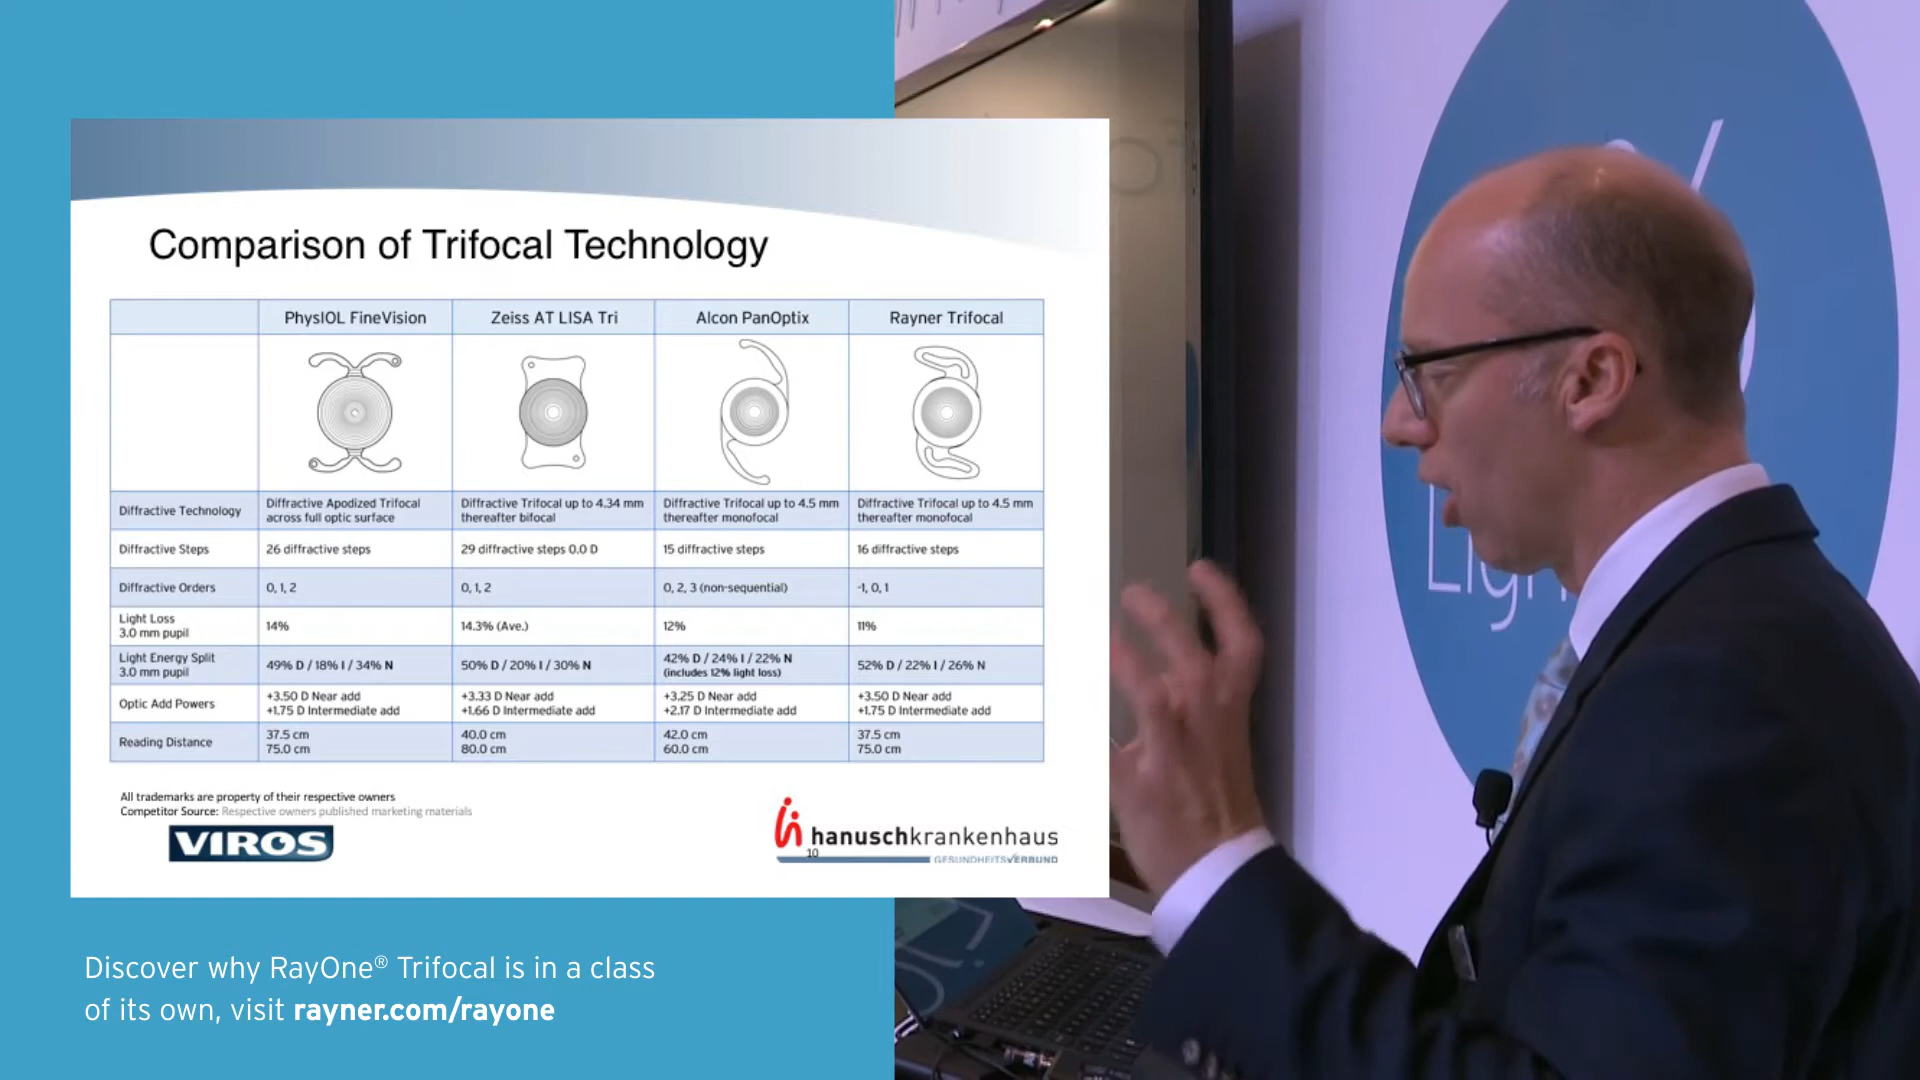 Comparison of Trifocal Technology
PhysIOL FineVision
Zeiss AT LISA Tri
Alcon PanOptix
Rayner Trifocal
Diffractive Technology
Diffractive Apodized Trifocal
across full optic surface
Diffractive Trifocal up to 4.34 mm
thereafter bifocal
Diffractive Trifocal up to 4.5 mm
thereafter monofocal
Diffractive Trifocal up to 4.5 mm
thereafter monofocal
Diffractive Steps
26 diffractive steps
29 diffractive steps 0.0 D
15 diffractive steps
16 diffractive steps
Diffractive Orders
0, 1, 2
0, 1, 2
0, 2, 3 (non-sequential)
-1, 0, 1
Light Loss
3.0 mm pupil
14%
14.3% (Ave.)
12%
11%
Light Energy Split
3.0 mm pupil
49% D / 18% I / 34% N
50% D / 20% I / 30% N
42% D / 24% I / 22% N
(includes 12% light loss)
52% D / 22% I / 26% N
Optic Add Powers
+3.50 D Near add
+1.75 D Intermediate add
+3.33 D Near add
+1.66 D Intermediate add
+3.25 D Near add
+2.17 D Intermediate add
+3.50 D Near add
+1.75 D Intermediate add
Reading Distance
37.5 cm
75.0 cm
40.0 cm
80.0 cm
42.0 cm
60.0 cm
37.5 cm
75.0 cm
All trademarks are property of their respective owners
Competitor Source: Respective owners published marketing materials
VIROS
hanuschkrankenhaus
10
GESUNDHEITSVERBUND
Discover why RayOne® Trifocal is in a class
of its own, visit rayner.com/rayone